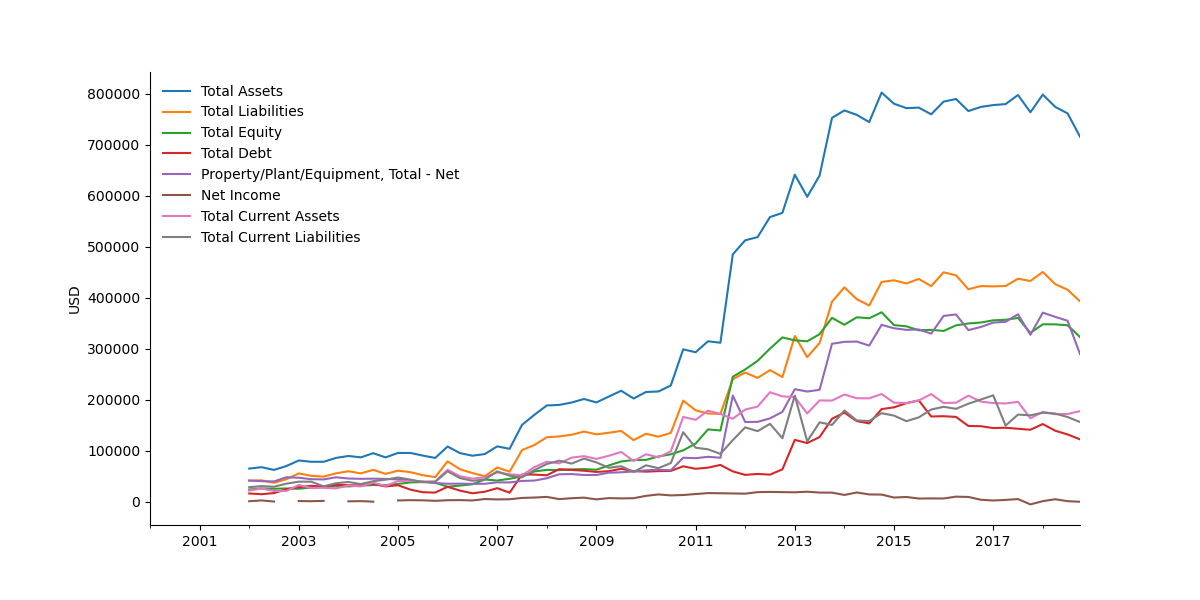 Total Assets
Total Liabilities
Total Equity
Total Debt
Property/Plant/Equipment, Total - Net
Net Income
Total Current Assets
Total Current Liabilities
800000
700000
600000
500000
400000
300000
200000
100000
0
USD
2001 2003 2005 2007 2009 2011 2013 2015 2017